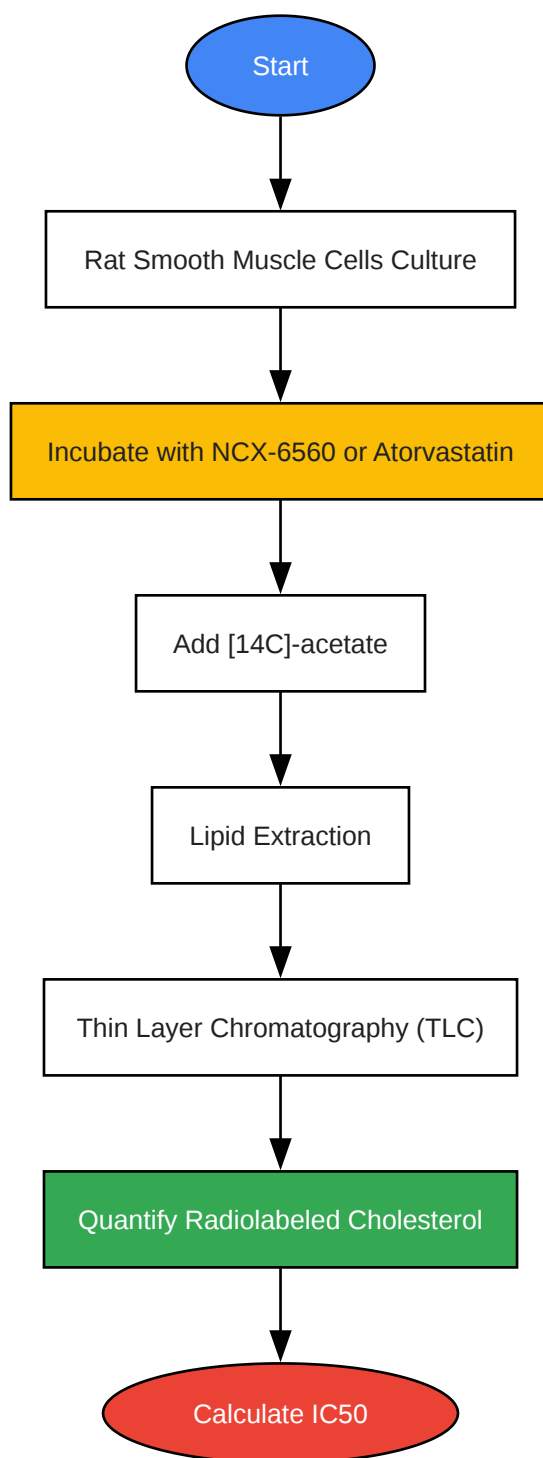 Start
Rat Smooth Muscle Cells Culture
Incubate with NCX-6560 or Atorvastatin
Add [14C]-acetate
Lipid Extraction
Thin Layer Chromatography (TLC)
Quantify Radiolabeled Cholesterol
Calculate IC50